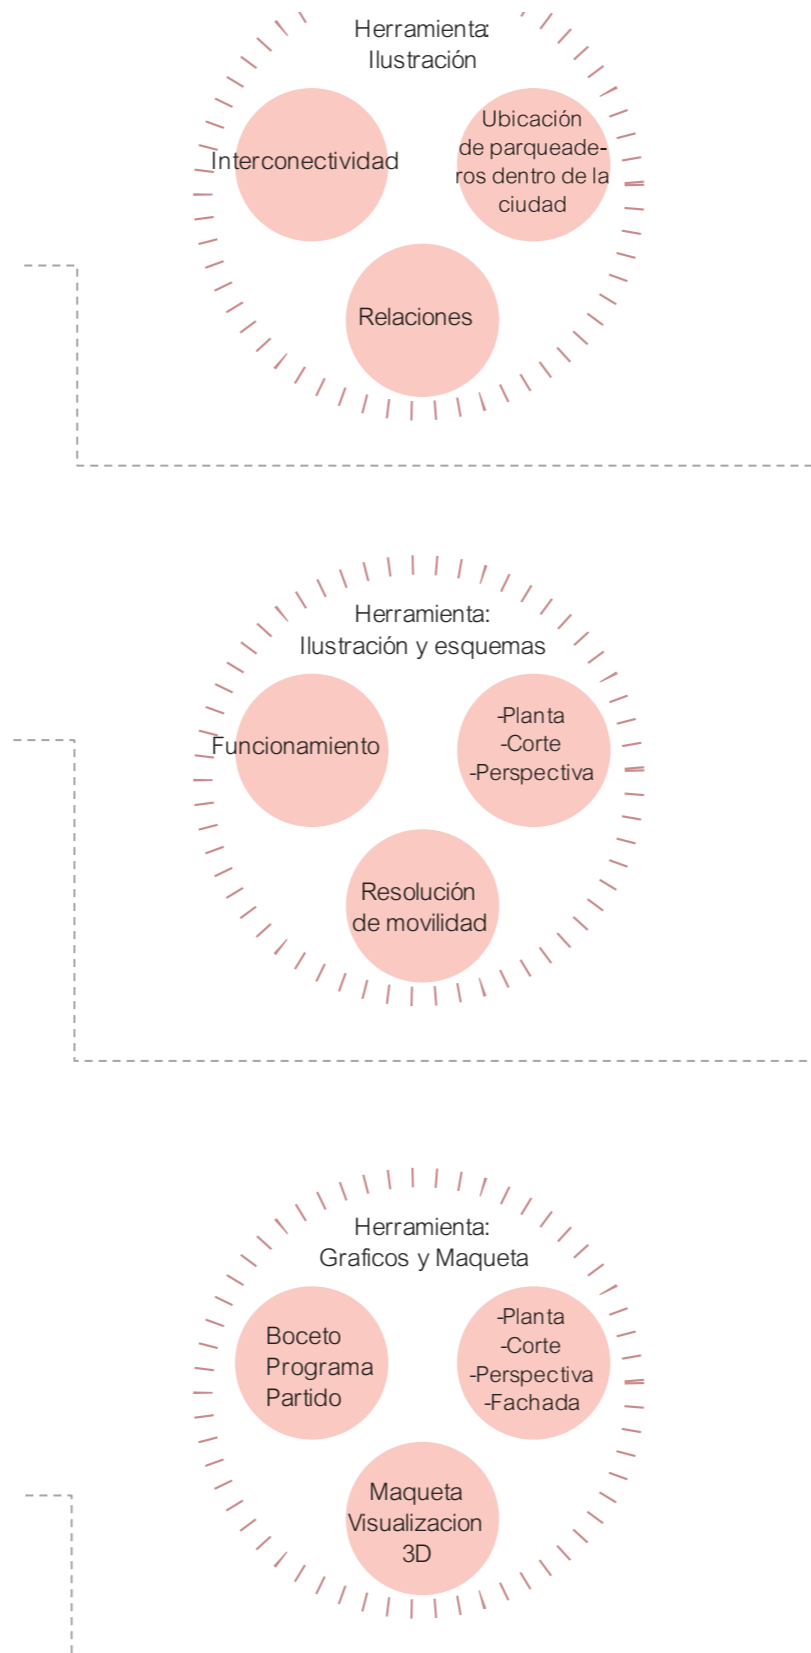 Herramienta:
Ilustración
Interconectividad
Ubicación
de parqueade-
ros dentro de la
ciudad
Relaciones
Herramienta:
Ilustración y esquemas
Funcionamiento
-Planta
-Corte
-Perspectiva
Resolución
de movilidad
Herramienta:
Graficos y Maqueta
Boceto
Programa
Partido
-Planta
-Corte
-Perspectiva
-Fachada
Maqueta
Visualizacion
3D